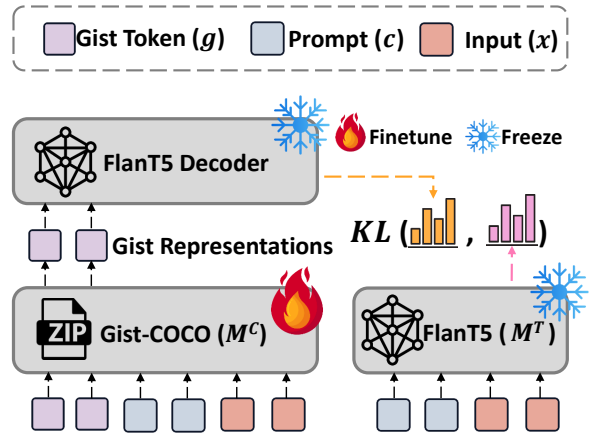 Gist Token (g) Prompt (c) Input (x)
Finetune Freeze
FlanT5 Decoder
Gist Representations
KL ( , )
ZIP Gist-COCO (M^C)
FlanT5 (M^T)